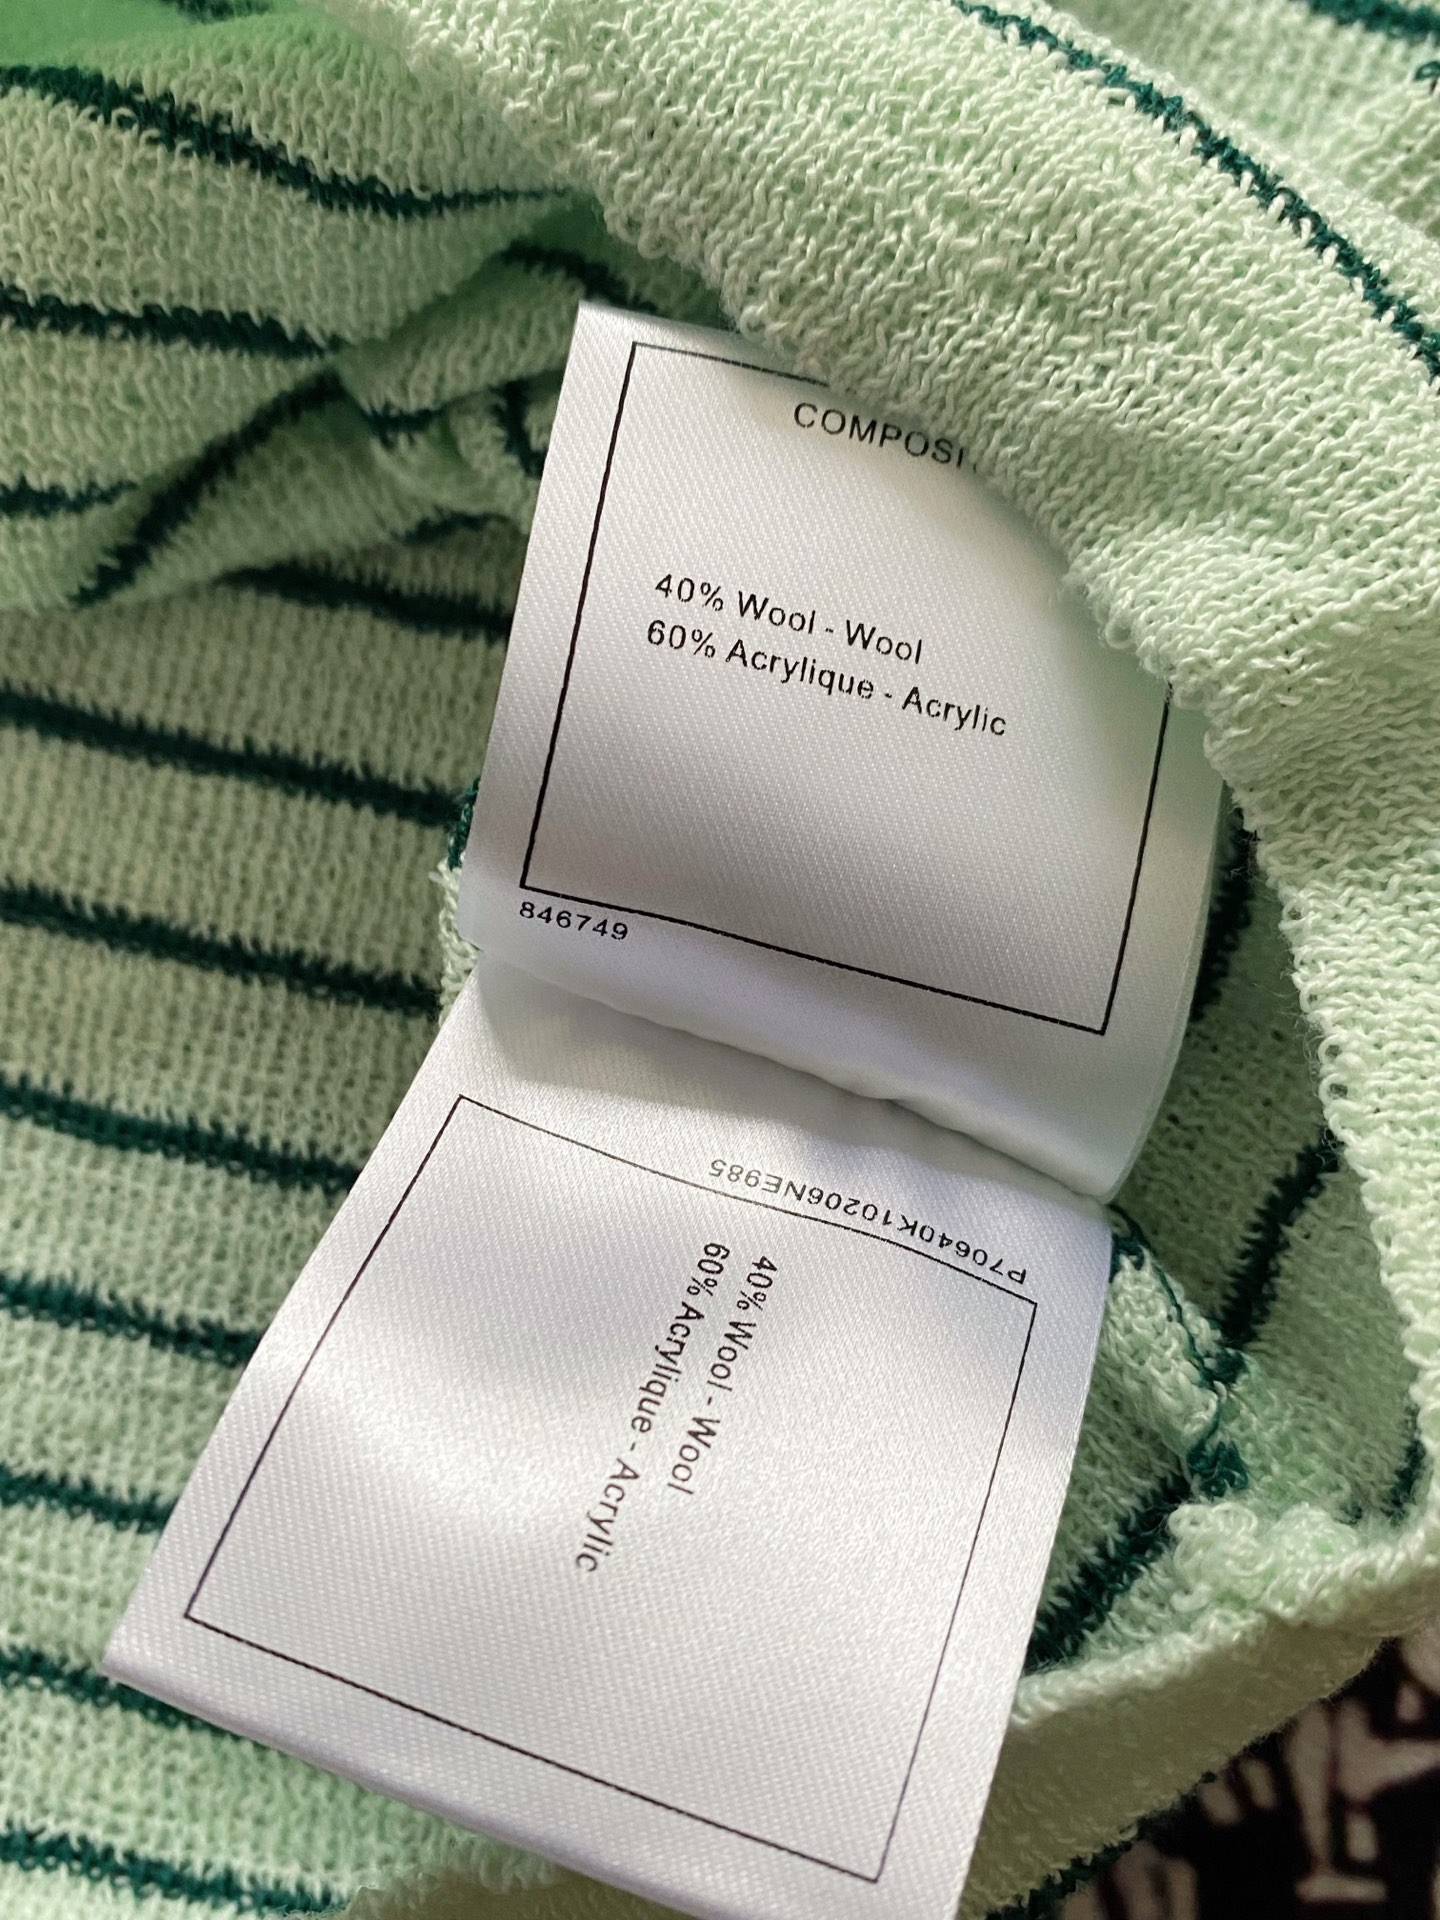 COMPOSI
40% Wool - Wool
60% Acrylique - Acrylic
846749
P70640K10206NE985
40% Wool - Wool
60% Acrylique - Acrylic